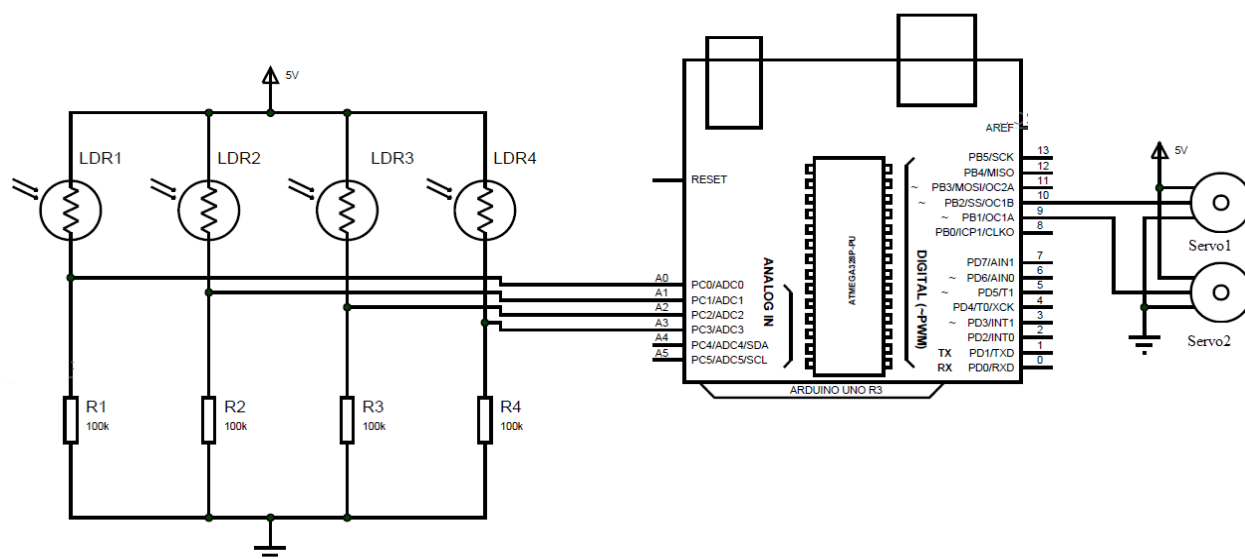 5V
LDR1
LDR2
LDR3
LDR4
R1
100k
R2
100k
R3
100k
R4
100k
RESET
A0 PC0/ADC0
A1 PC1/ADC1
A2 PC2/ADC2
A3 PC3/ADC3
A4 PC4/ADC4/SDA
A5 PC5/ADC5/SCL
ANALOG IN
ATMEGA328P-PU
DIGITAL (~PWM)
AREF
PB5/SCK 13
PB4/MISO 12
~ PB3/MOSI/OC2A 11
~ PB2/SS/OC1B 10
~ PB1/OC1A 9
PB0/ICP1/CLKO 8
PD7/AIN1 7
~ PD6/AIN0 6
~ PD5/T1 5
PD4/T0/XCK 4
~ PD3/INT1 3
PD2/INT0 2
TX PD1/TXD 1
RX PD0/RXD 0
ARDUINO UNO R3
5V
Servo1
Servo2